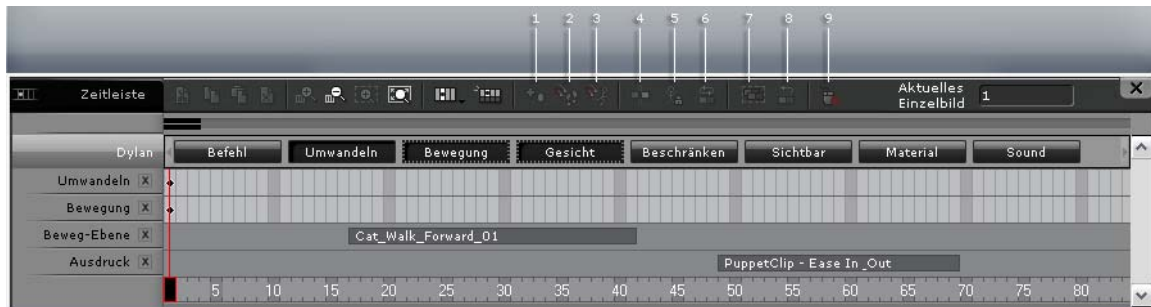 1 2 3 4 5 6 7 8 9
Zeitleiste
Aktuelles
Einzelbild
1
X
Dylan Befehl Umwandeln Bewegung Gesicht Beschränken Sichtbar Material Sound
Umwandeln X
Bewegung X
Beweg-Ebene X Cat_Walk_Forward_01
Ausdruck X PuppetClip - Ease In _Out
5 10 15 20 25 30 35 40 45 50 55 60 65 70 75 80